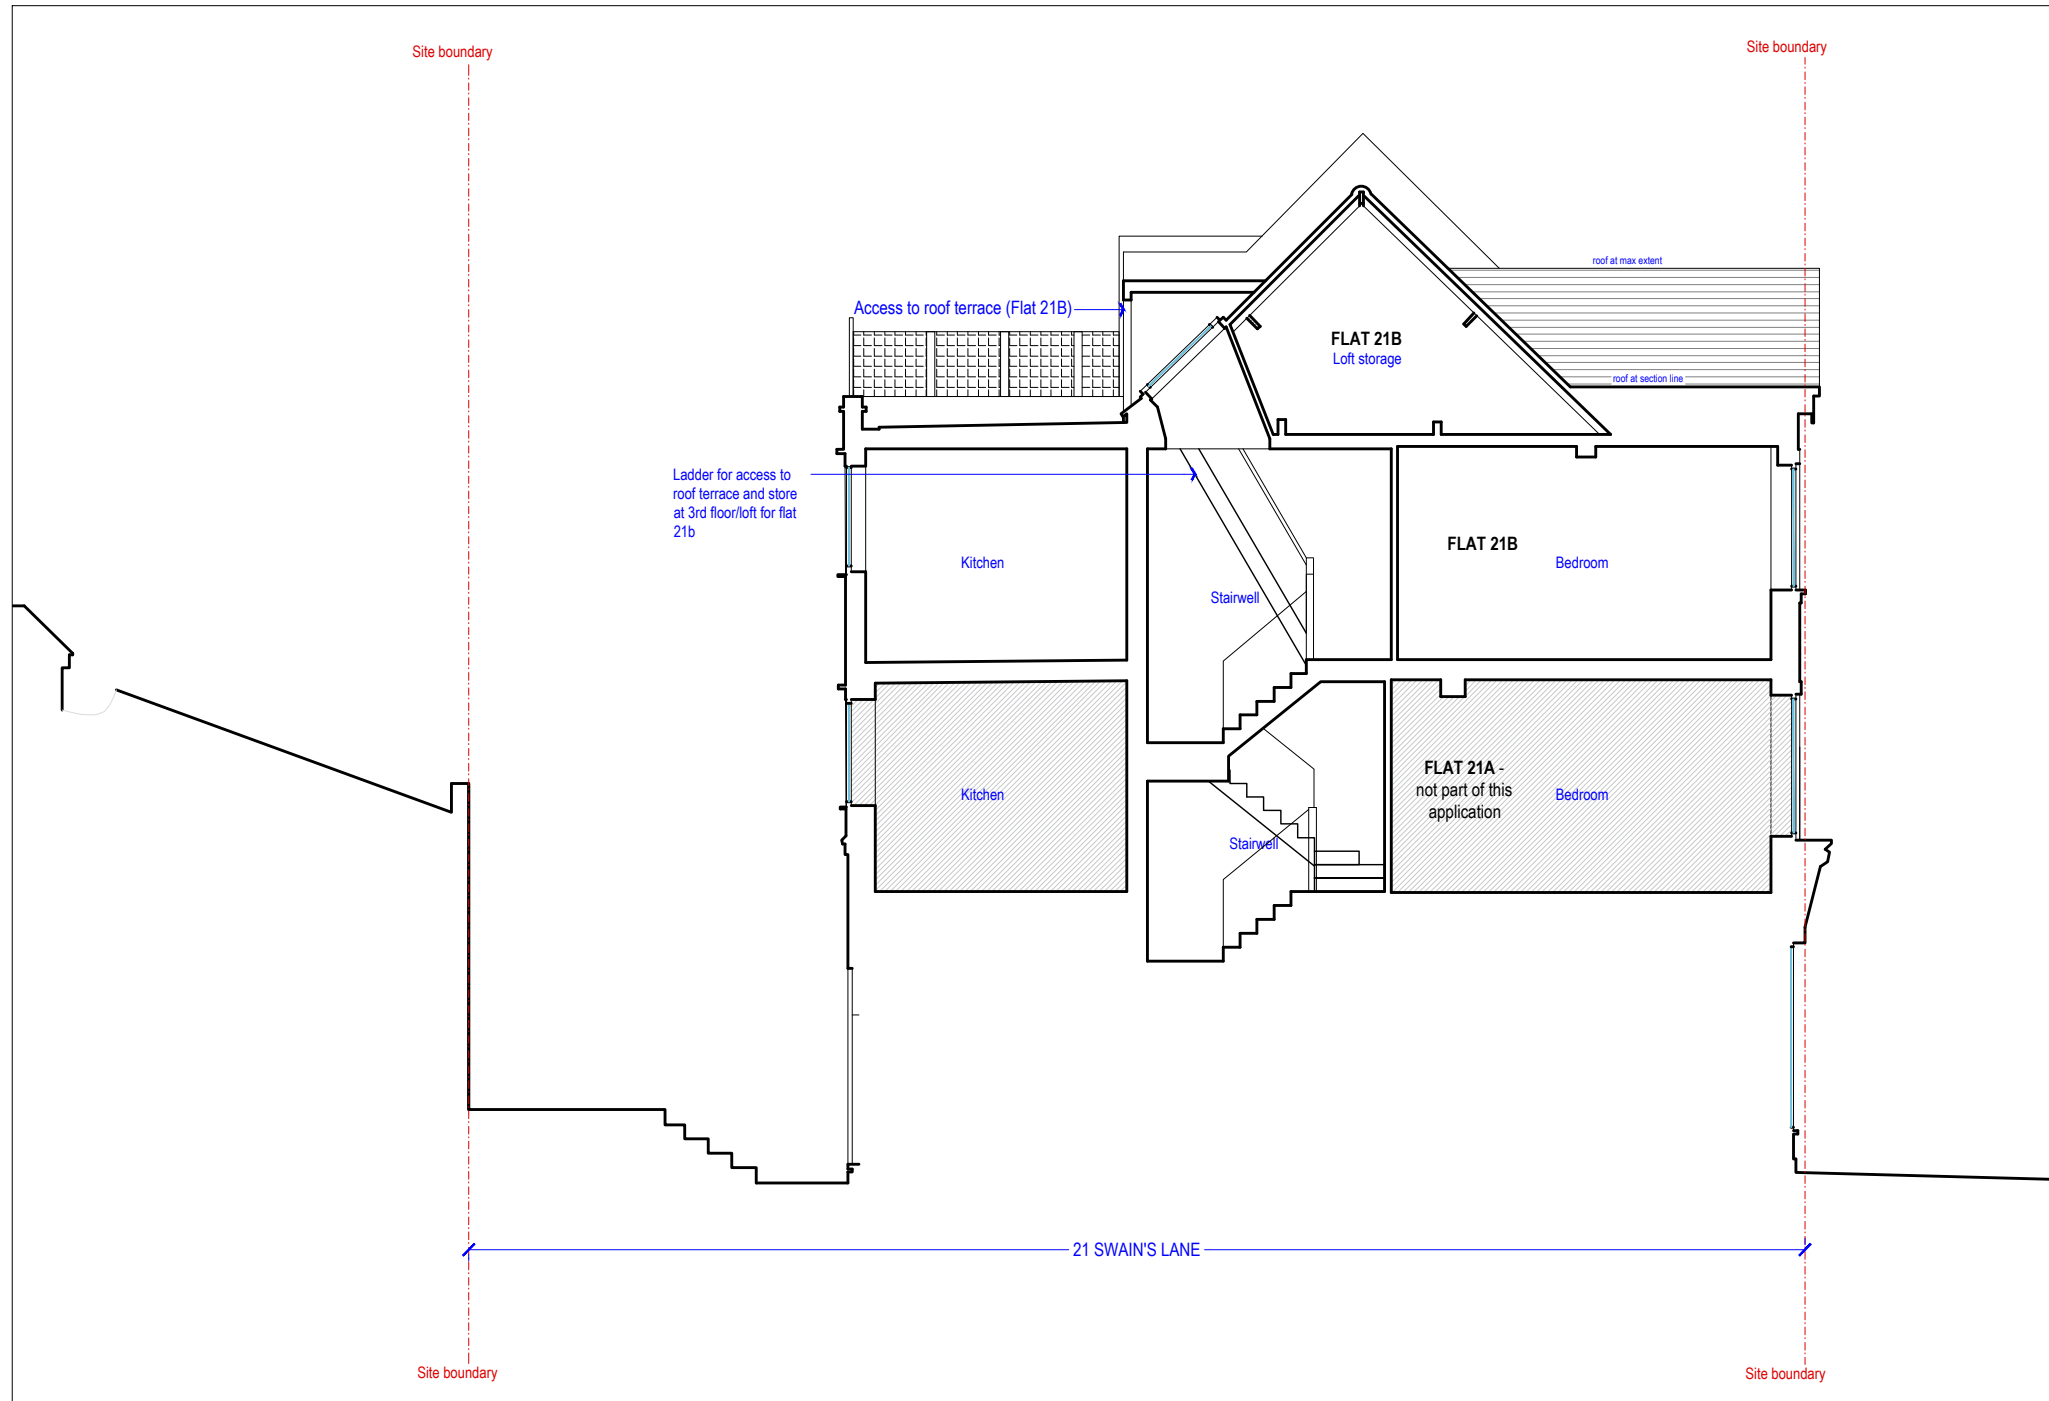 Site boundary
Site boundary
roof at max extent
Access to roof terrace (Flat 21B)
FLAT 21B
Loft storage
roof at section line
Ladder for access to
roof terrace and store
at 3rd floor/loft for flat
21b
FLAT 21B
Kitchen
Bedroom
Stairwell
FLAT 21A -
not part of this
application
Kitchen
Bedroom
Stairwell
21 SWAIN'S LANE
Site boundary
Site boundary